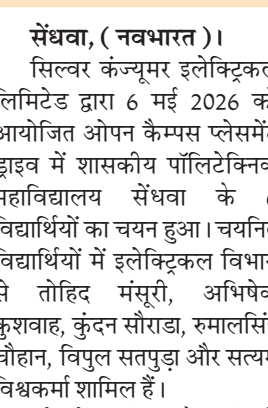 सेंधवा, ( नवभारत ) ।
सिल्वर कंज्यूमर इलेक्ट्रिकल
लिमिटेड द्वारा 6 मई 2026 को
आयोजित ओपन कैम्पस प्लेसमेंट
ड्राइव में शासकीय पॉलिटेक्निक
महाविद्यालय सेंधवा के
विद्यार्थियों का चयन हुआ। चयनित
विद्यार्थियों में इलेक्ट्रिकल विभाग
से तोहिद मंसूरी, अभिषेक
कुशवाह, कुंदन सौराडा, रुमालसिंह
चौहान, विपुल सतपुड़ा और सत्यम
विश्वकर्मा शामिल हैं।